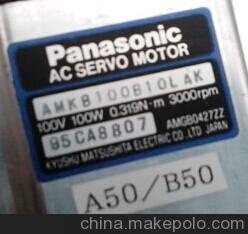 Panasonic
AC SERVO MOTOR
AMKB100B10LAK
100V 100W 0.319N·m 3000rpm
95CA8807 AMGB0427ZZ
KYUSHU MATSUSHITA ELECTRIC CO.,LTD JAPAN
A50/B50
china.makepolo.com